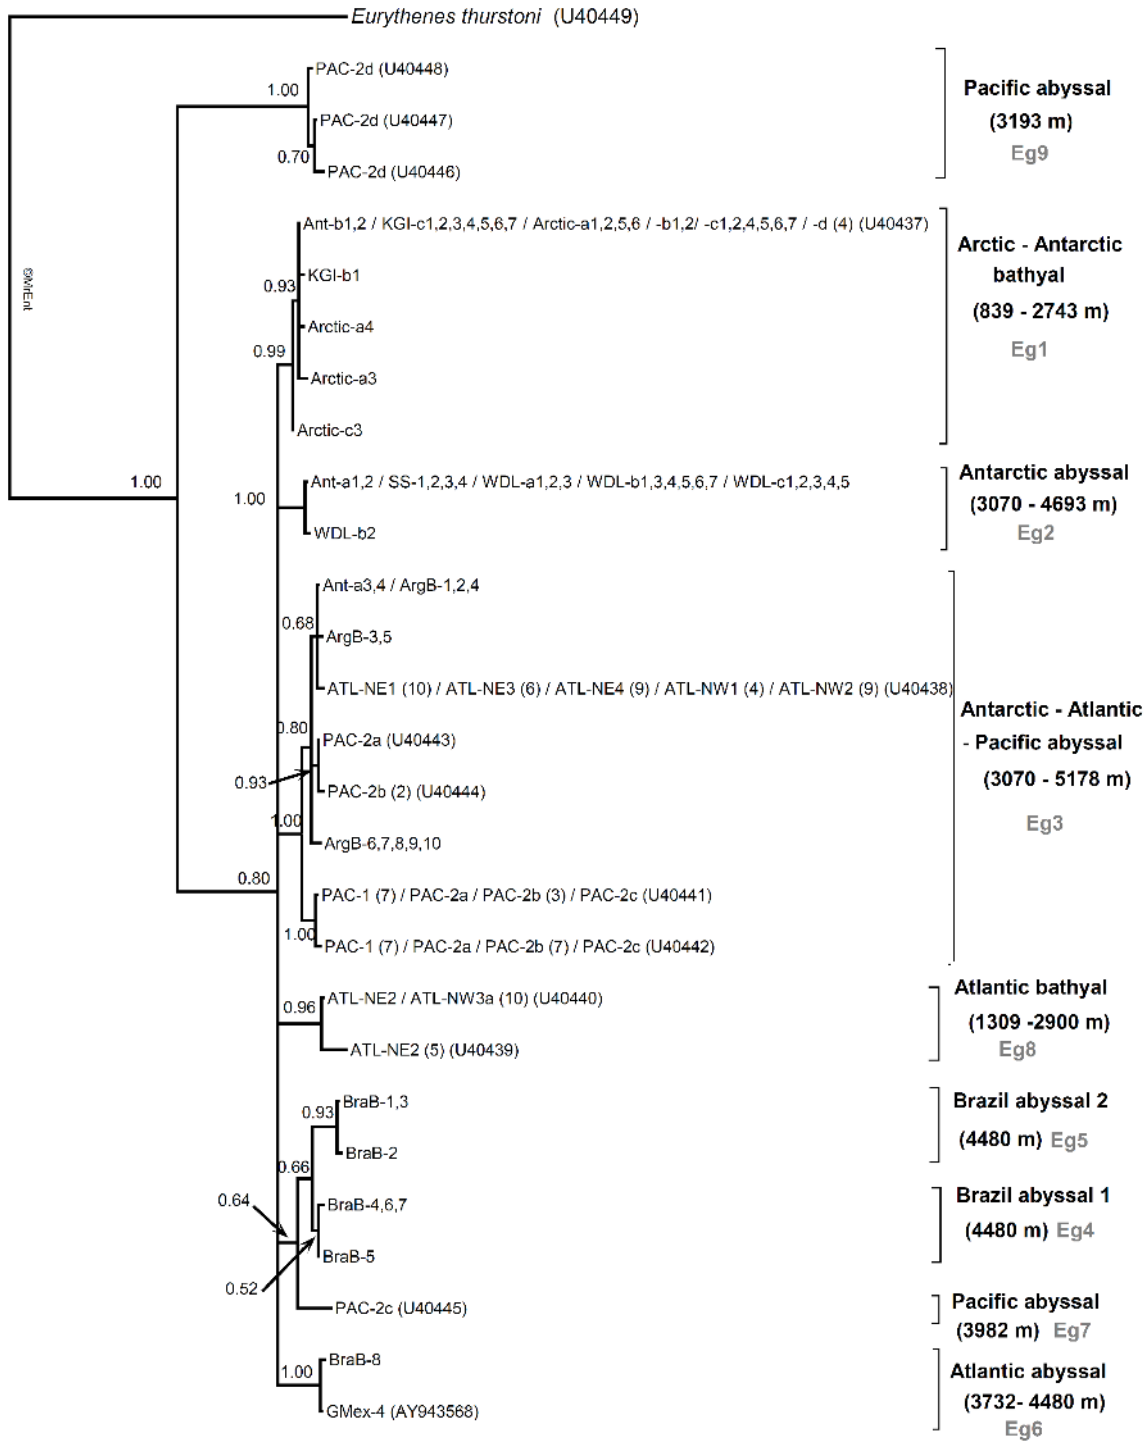 Eurythenes thurstoni (U40449)
PAC-2d (U40448)
1.00
PAC-2d (U40447)
0.70
PAC-2d (U40446)
Pacific abyssal
(3193 m)
Eg9
Ant-b1,2 / KGI-c1,2,3,4,5,6,7 / Arctic-a1,2,5,6 / -b1,2/ -c1,2,4,5,6,7 / -d (4) (U40437)
KGI-b1
0.93
Arctic-a4
0.99
Arctic-a3
Arctic-c3
Arctic - Antarctic
bathyal
(839 - 2743 m)
Eg1
©MrEnt
1.00
1.00
Ant-a1,2 / SS-1,2,3,4 / WDL-a1,2,3 / WDL-b1,3,4,5,6,7 / WDL-c1,2,3,4,5
WDL-b2
Antarctic abyssal
(3070 - 4693 m)
Eg2
Ant-a3,4 / ArgB-1,2,4
0.68
ArgB-3,5
ATL-NE1 (10) / ATL-NE3 (6) / ATL-NE4 (9) / ATL-NW1 (4) / ATL-NW2 (9) (U40438)
0.80
PAC-2a (U40443)
0.93
PAC-2b (2) (U40444)
1.00
ArgB-6,7,8,9,10
0.80
PAC-1 (7) / PAC-2a / PAC-2b (3) / PAC-2c (U40441)
1.00
PAC-1 (7) / PAC-2a / PAC-2b (7) / PAC-2c (U40442)
Antarctic - Atlantic
- Pacific abyssal
(3070 - 5178 m)
Eg3
ATL-NE2 / ATL-NW3a (10) (U40440)
0.96
ATL-NE2 (5) (U40439)
Atlantic bathyal
(1309 -2900 m)
Eg8
BraB-1,3
0.93
BraB-2
0.66
Brazil abyssal 2
(4480 m) Eg5
0.64
BraB-4,6,7
BraB-5
0.52
Brazil abyssal 1
(4480 m) Eg4
PAC-2c (U40445)
Pacific abyssal
(3982 m) Eg7
BraB-8
1.00
GMex-4 (AY943568)
Atlantic abyssal
(3732- 4480 m)
Eg6